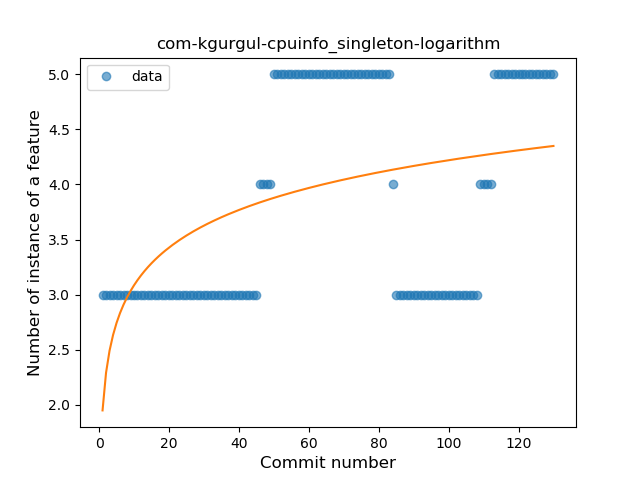 com-kgurgul-cpuinfo_singleton-logarithm
data
Number of instance of a feature
5.0
4.5
4.0
3.5
3.0
2.5
2.0
0 20 40 60 80 100 120
Commit number